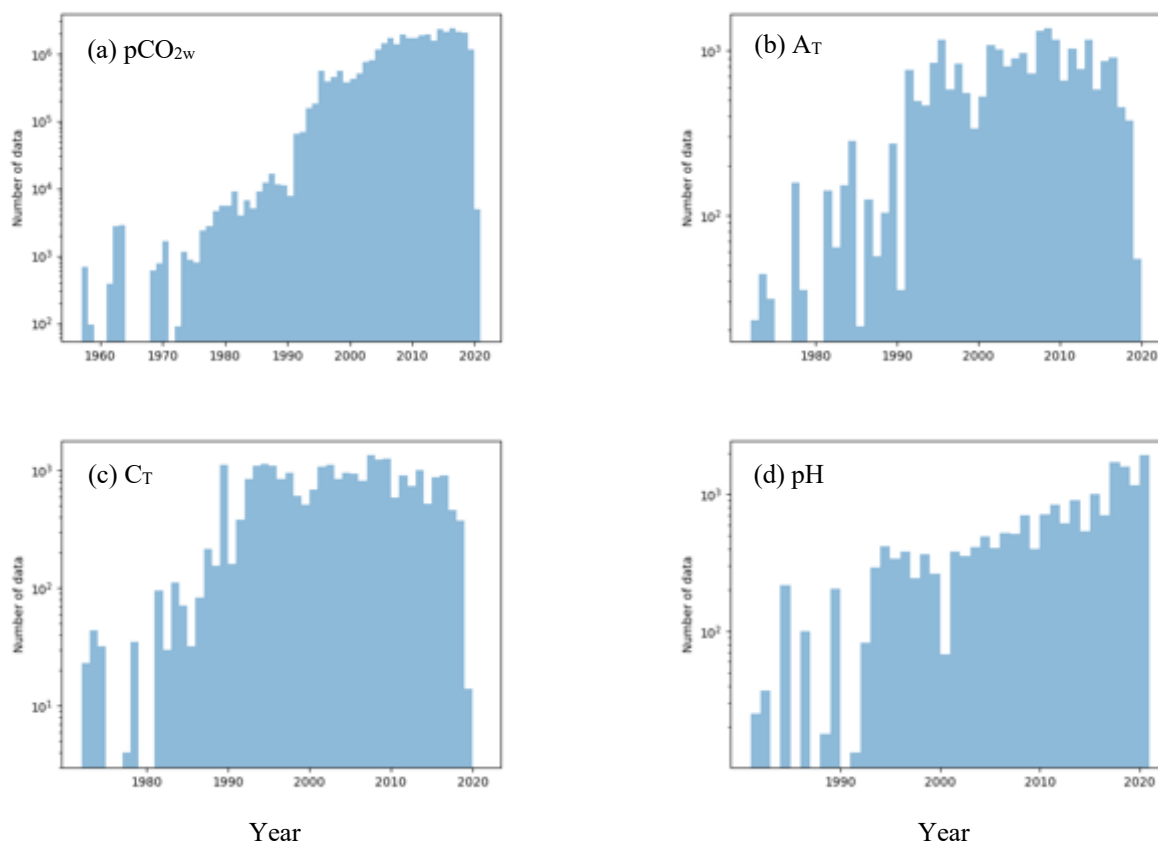 (a) pCO₂w
Number of data
10⁶
10⁵
10⁴
10³
10²
1960 1970 1980 1990 2000 2010 2020
(b) Aᴛ
Number of data
10³
10²
1980 1990 2000 2010 2020
(c) Cᴛ
Number of data
10³
10²
10¹
1980 1990 2000 2010 2020
Year
(d) pH
Number of data
10³
10²
1990 2000 2010 2020
Year